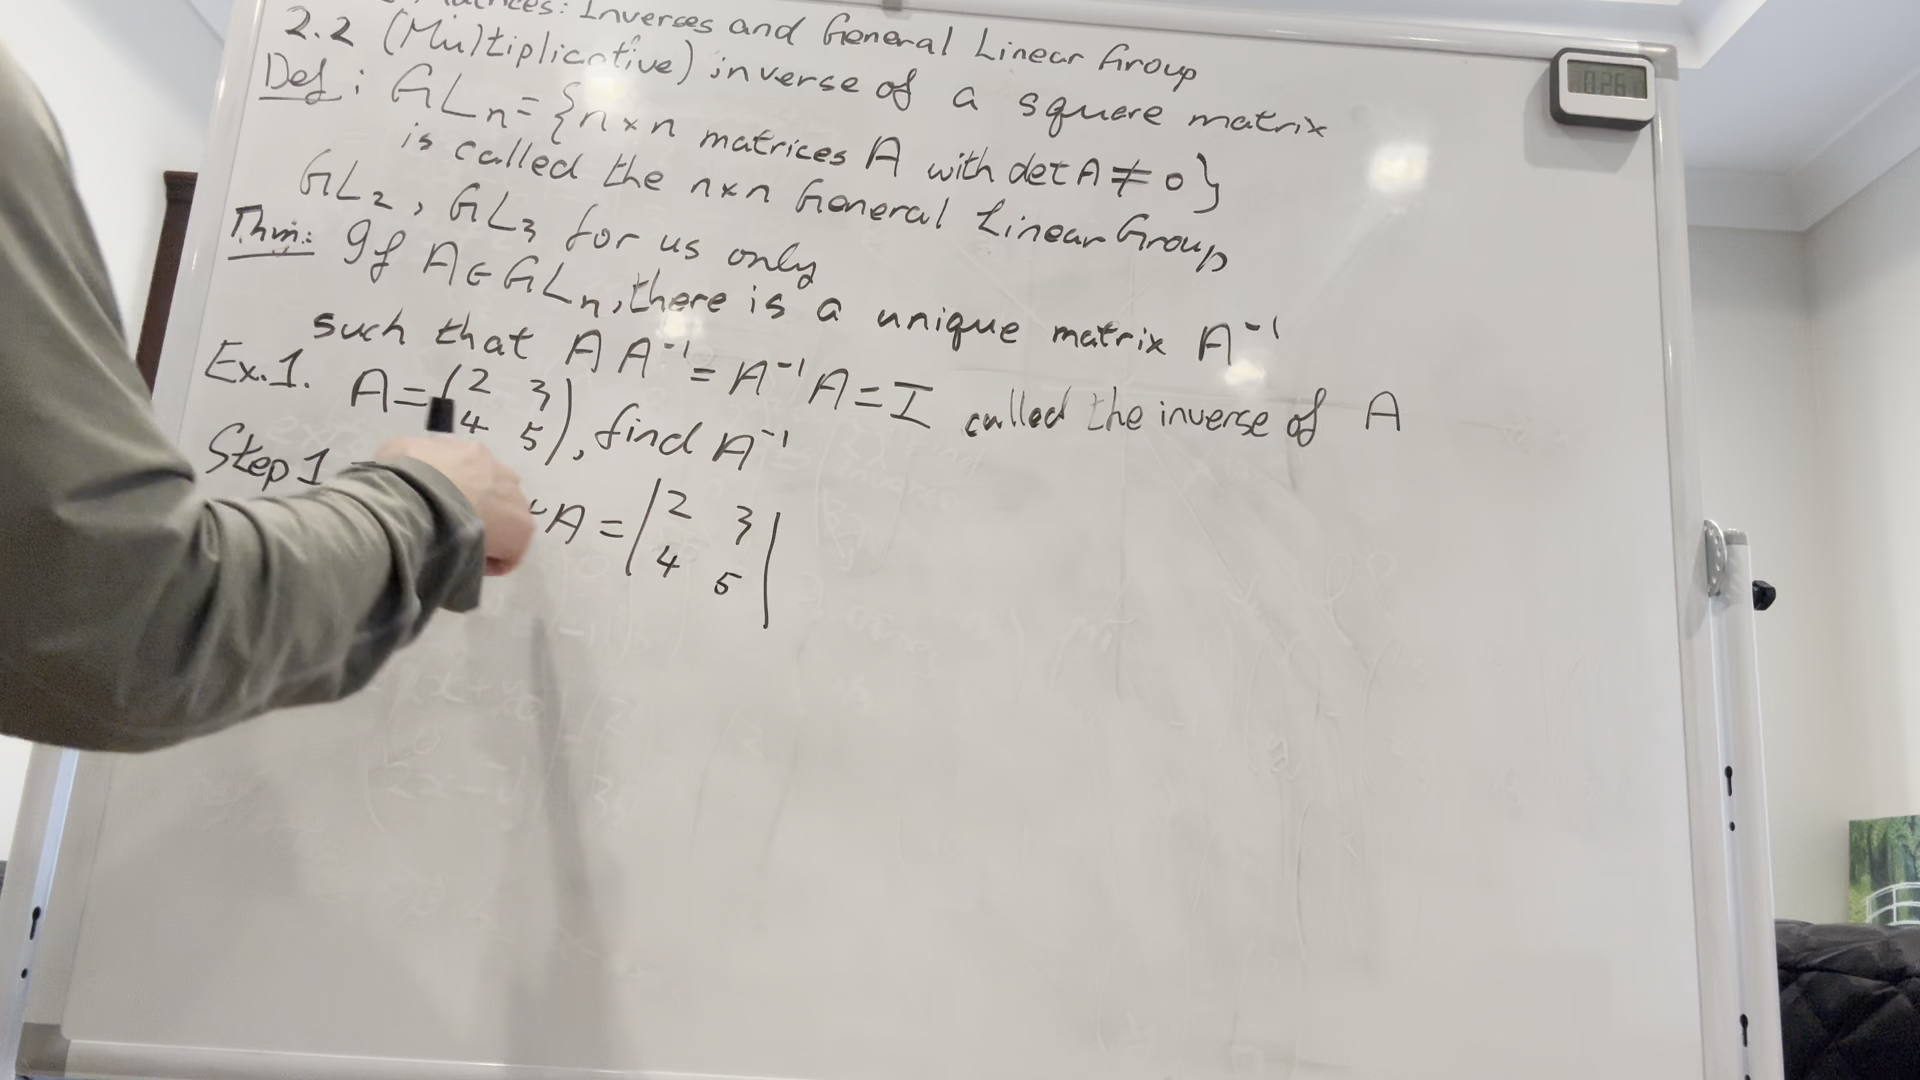 Matrices: Inverses and General Linear Group
2.2 (Multiplicative) inverse of a square matrix
Def: GLn = {n×n matrices A with det A ≠ 0}
is called the n×n General Linear Group
GL2, GL3 for us only
Thm: If A∈GLn, there is a unique matrix A⁻¹
such that A A⁻¹ = A⁻¹A = I called the inverse of A
Ex.1. A = (2 3
4 5), find A⁻¹
Step 1
A = |2 3
4 5|